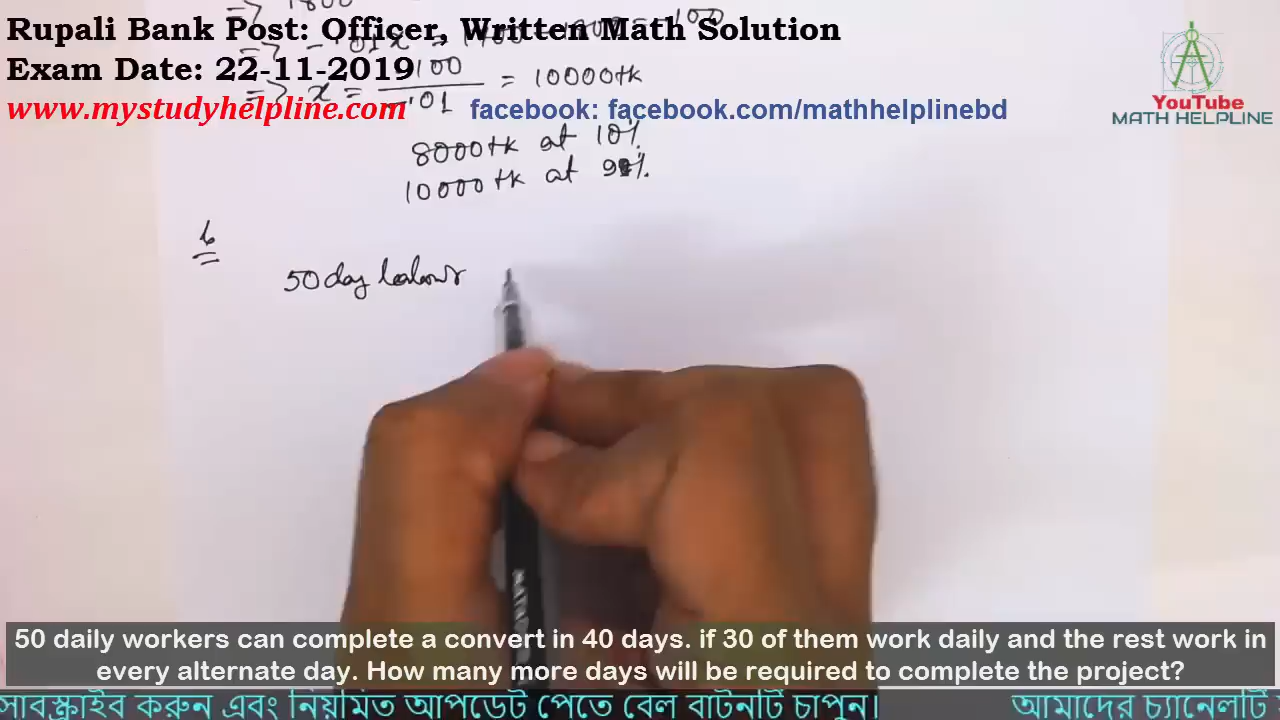 => 1800
Rupali Bank Post: Officer, Written Math Solution
Exam Date: 22-11-2019
100
=> x = = 10000tk
-.01
www.mystudyhelpline.com facebook: facebook.com/mathhelplinebd
YouTube
MATH HELPLINE
8000tk at 10%
10000tk at 9%
6
50 day labour
50 daily workers can complete a convert in 40 days. if 30 of them work daily and the rest work in
every alternate day. How many more days will be required to complete the project?
সাবস্ক্রাইব করুন এবং নিয়মিত আপডেট পেতে বেল বাটনটি চাপুন। আমাদের চ্যানেলটি